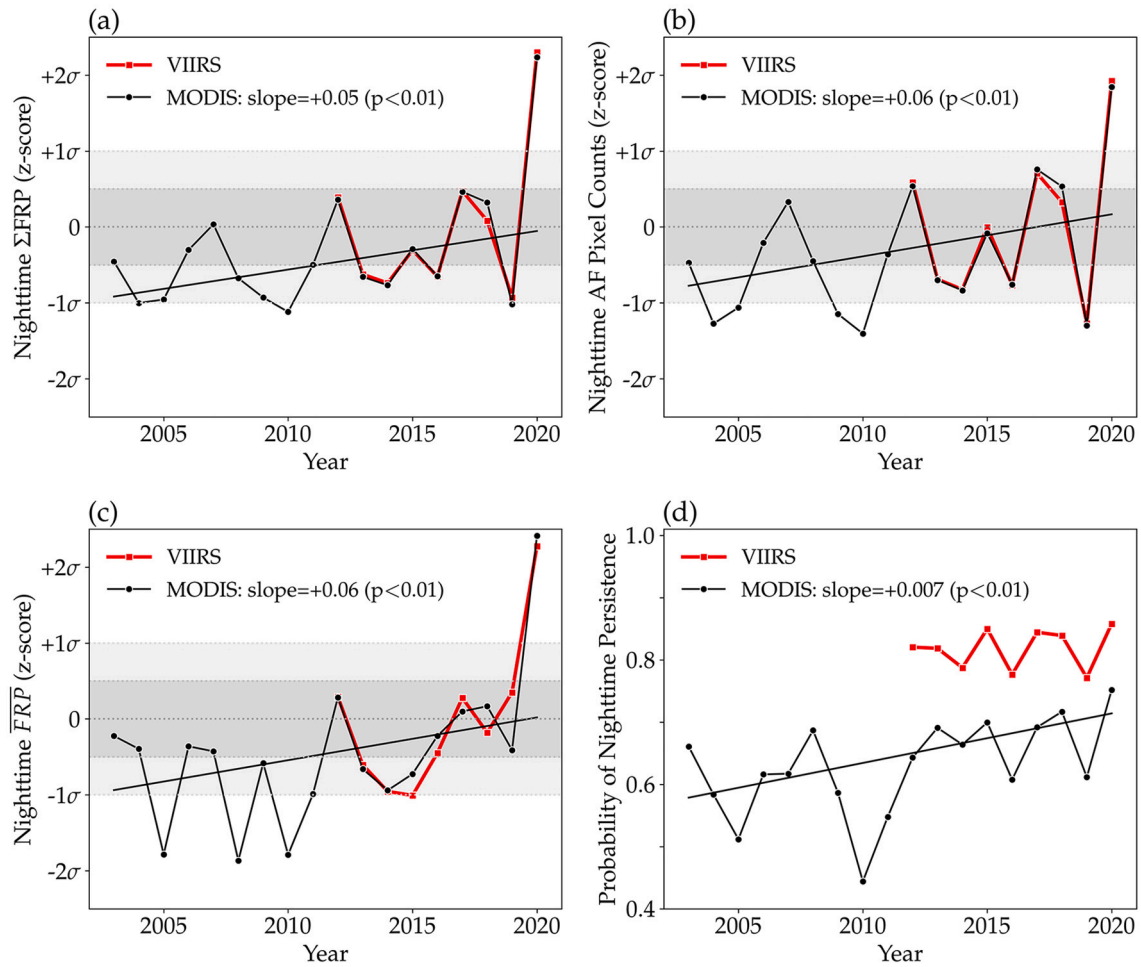 (a)
Nighttime ΣFRP (z-score)
+2σ
+1σ
0
-1σ
-2σ
VIIRS
MODIS: slope=+0.05 (p<0.01)
2005 2010 2015 2020
Year
(b)
Nighttime AF Pixel Counts (z-score)
+2σ
+1σ
0
-1σ
-2σ
VIIRS
MODIS: slope=+0.06 (p<0.01)
2005 2010 2015 2020
Year
(c)
Nighttime F̅R̅P̅ (z-score)
+2σ
+1σ
0
-1σ
-2σ
VIIRS
MODIS: slope=+0.06 (p<0.01)
2005 2010 2015 2020
Year
(d)
Probability of Nighttime Persistence
1.0
0.8
0.6
0.4
VIIRS
MODIS: slope=+0.007 (p<0.01)
2005 2010 2015 2020
Year